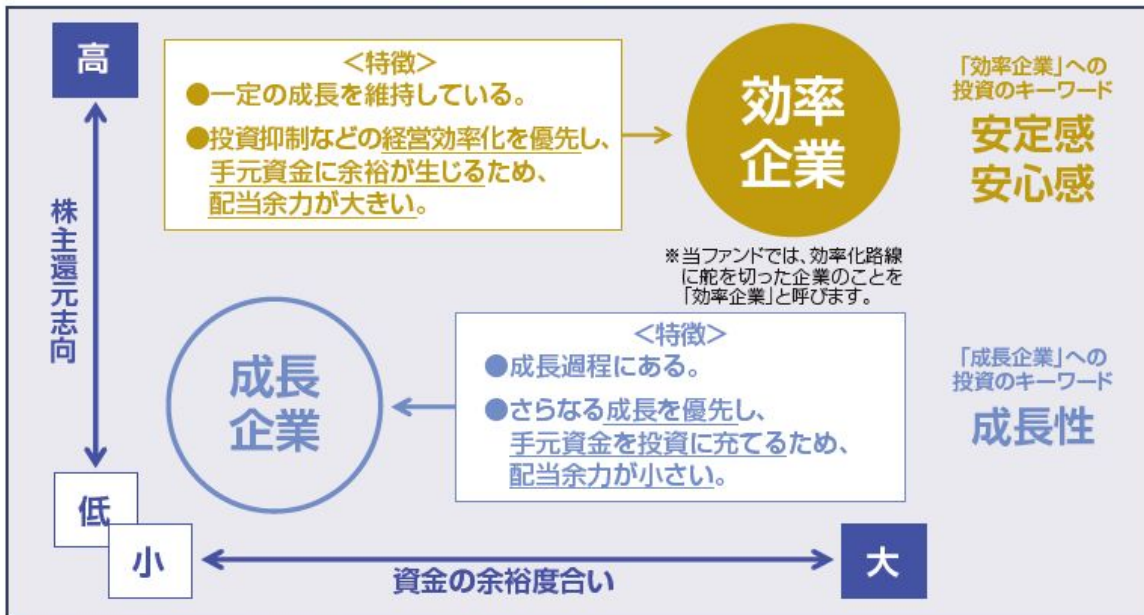 高
株主還元志向
低
小
資金の余裕度合い
大
<特徴>
●一定の成長を維持している。
●投資抑制などの経営効率化を優先し、
手元資金に余裕が生じるため、
配当余力が大きい。
効率
企業
※当ファンドでは、効率化路線
に舵を切った企業のことを
「効率企業」と呼びます。
「効率企業」への
投資のキーワード
安定感
安心感
成長
企業
<特徴>
●成長過程にある。
●さらなる成長を優先し、
手元資金を投資に充てるため、
配当余力が小さい。
「成長企業」への
投資のキーワード
成長性